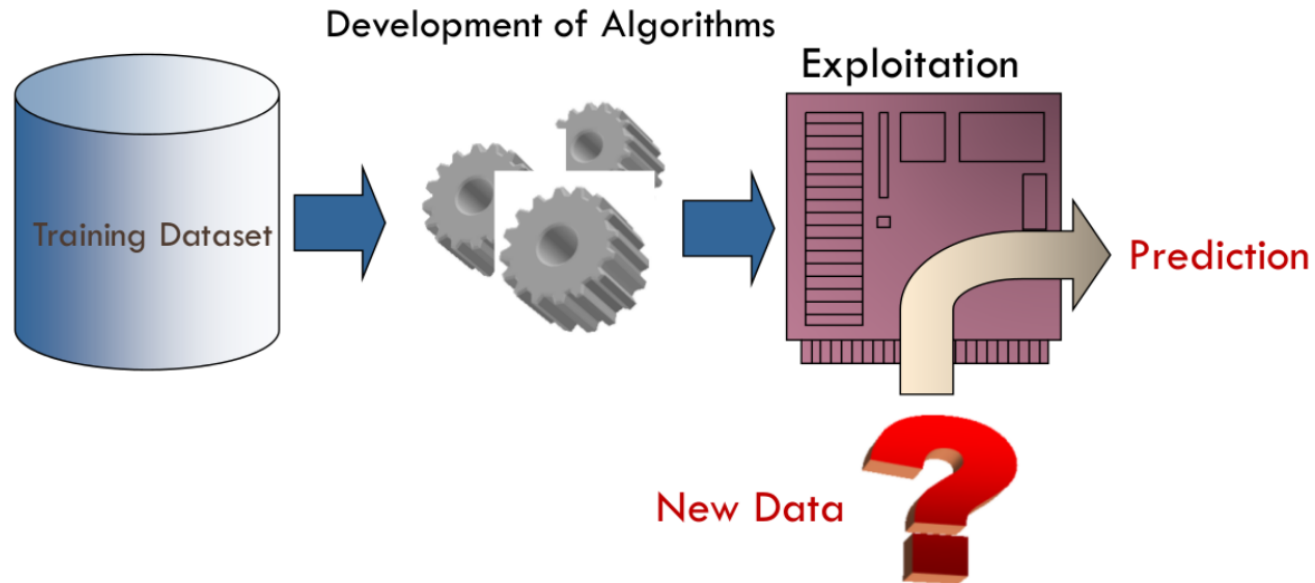 Development of Algorithms
Exploitation
Training Dataset
Prediction
New Data